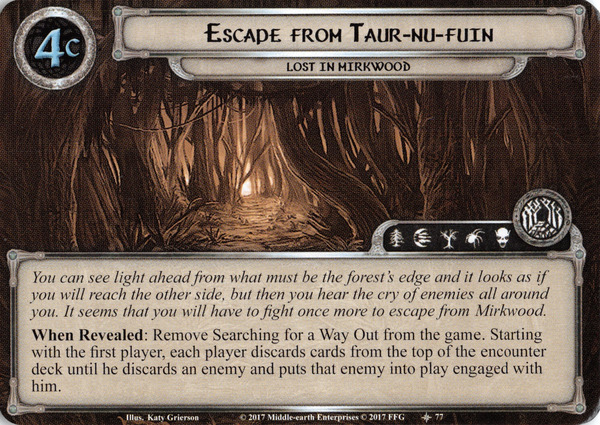 4C
Escape from Taur-nu-fuin
Lost in Mirkwood
You can see light ahead from what must be the forest's edge and it looks as if
you will reach the other side, but then you hear the cry of enemies all around
you. It seems that you will have to fight once more to escape from Mirkwood.
When Revealed: Remove Searching for a Way Out from the game. Starting
with the first player, each player discards cards from the top of the encounter
deck until he discards an enemy and puts that enemy into play engaged with
him.
Illus. Katy Grierson © 2017 Middle-earth Enterprises © 2017 FFG 77